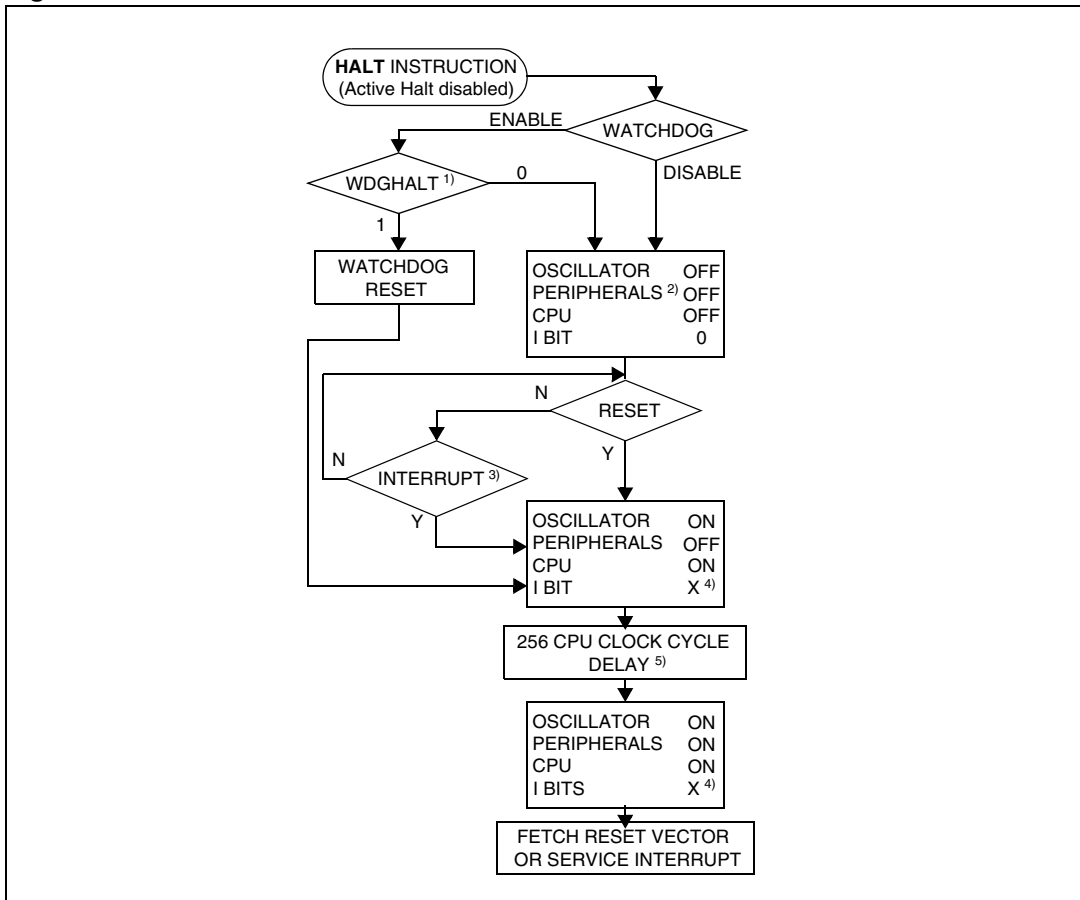 HALT INSTRUCTION
(Active Halt disabled)
ENABLE
WATCHDOG
DISABLE
WDGHALT 1)
0
1
WATCHDOG
RESET
OSCILLATOR OFF
PERIPHERALS 2) OFF
CPU OFF
I BIT 0
N
RESET
Y
N
INTERRUPT 3)
Y
OSCILLATOR ON
PERIPHERALS OFF
CPU ON
I BIT X 4)
256 CPU CLOCK CYCLE
DELAY 5)
OSCILLATOR ON
PERIPHERALS ON
CPU ON
I BITS X 4)
FETCH RESET VECTOR
OR SERVICE INTERRUPT